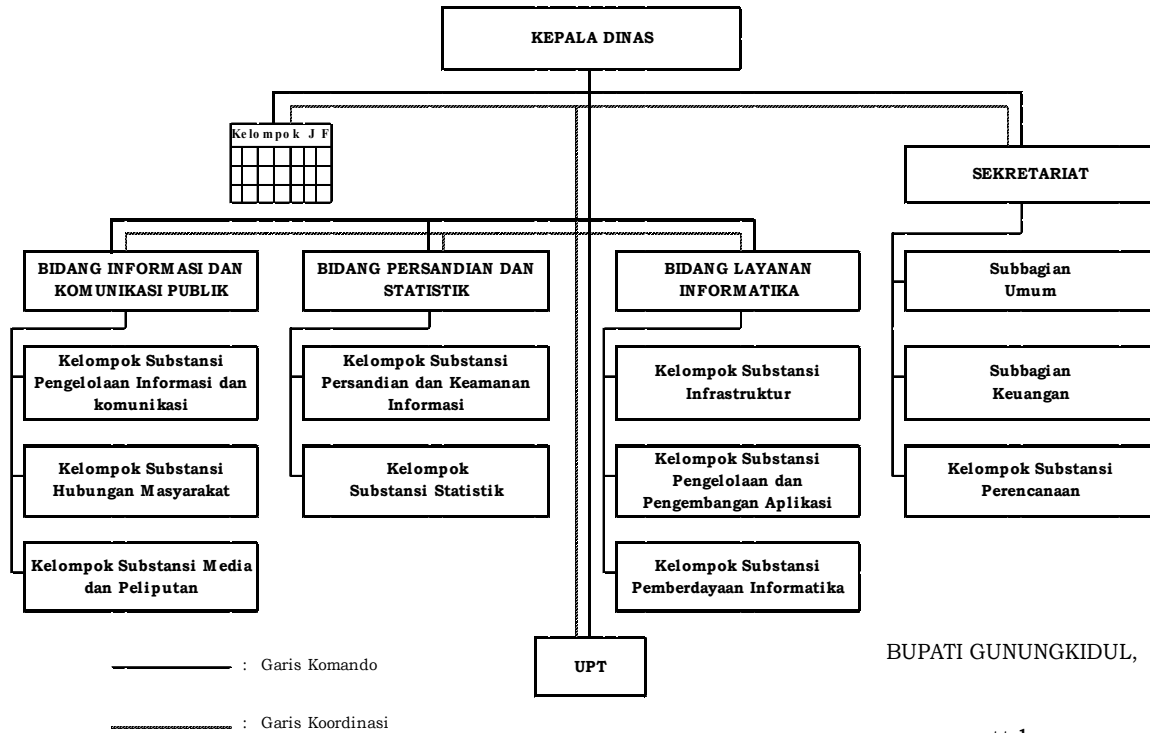 KEPALA DINAS
Kelompok J F
SEKRETARIAT
BIDANG INFORMASI DAN
KOMUNIKASI PUBLIK
Kelompok Substansi
Pengelolaan Informasi dan
komunikasi
Kelompok Substansi
Hubungan Masyarakat
Kelompok Substansi Media
dan Peliputan
BIDANG PERSANDIAN DAN
STATISTIK
Kelompok Substansi
Persandian dan Keamanan
Informasi
Kelompok
Substansi Statistik
BIDANG LAYANAN
INFORMATIKA
Kelompok Substansi
Infrastruktur
Kelompok Substansi
Pengelolaan dan
Pengembangan Aplikasi
Kelompok Substansi
Pemberdayaan Informatika
Subbagian
Umum
Subbagian
Keuangan
Kelompok Substansi
Perencanaan
UPT
: Garis Komando
: Garis Koordinasi
BUPATI GUNUNGKIDUL,